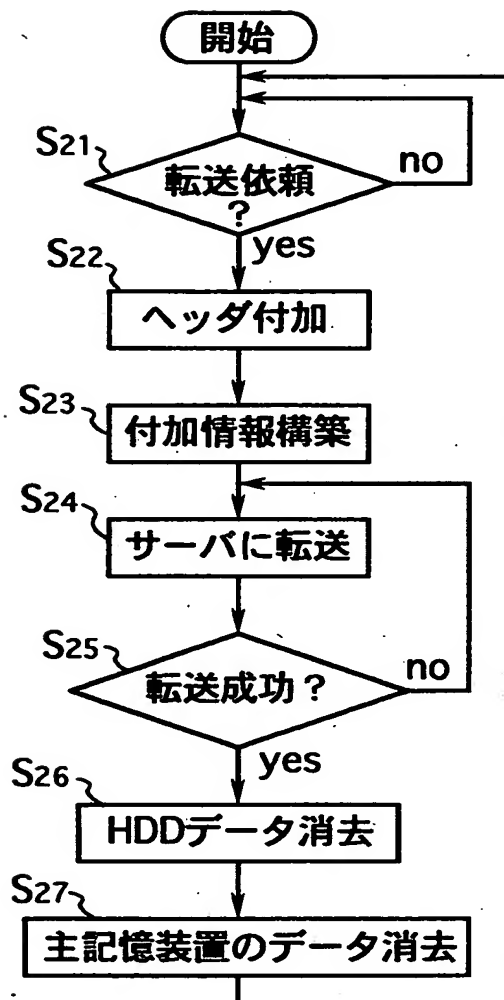 開始
S21
転送依頼
?
no
yes
S22
ヘッダ付加
S23
付加情報構築
S24
サーバに転送
S25
転送成功?
no
yes
S26
HDDデータ消去
S27
主記憶装置のデータ消去